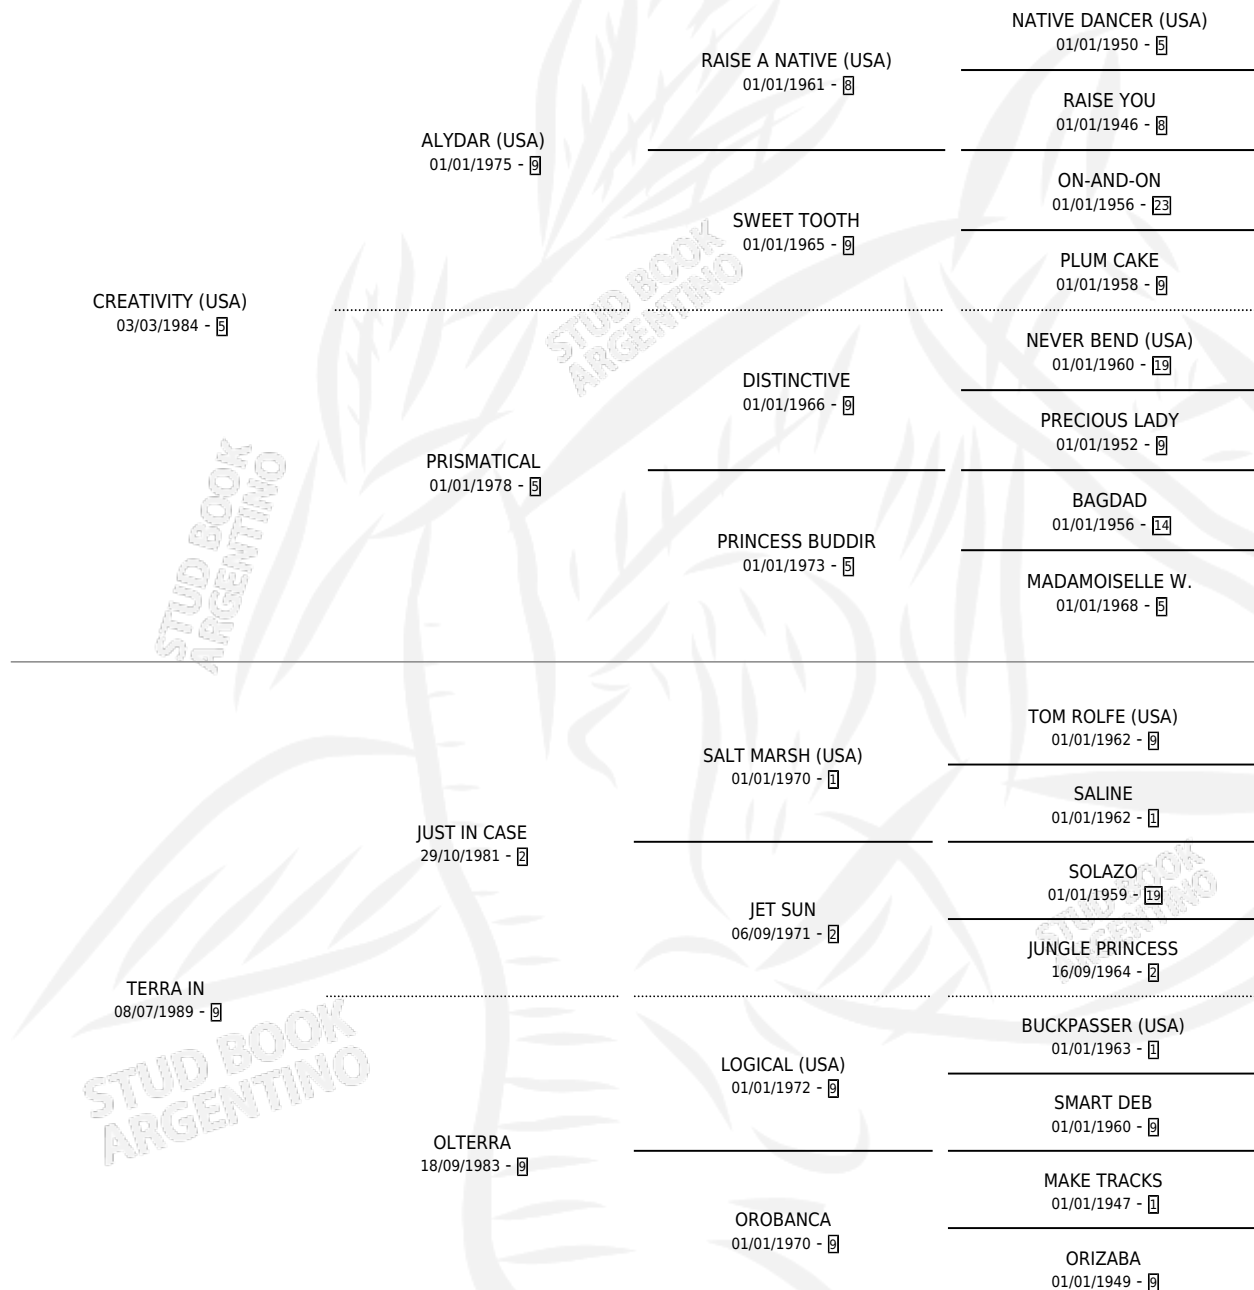 NATIVE DANCER (USA)
01/01/1950 - 5
RAISE A NATIVE (USA)
01/01/1961 - 8
RAISE YOU
01/01/1946 - 8
ALYDAR (USA)
01/01/1975 - 9
ON-AND-ON
01/01/1956 - 23
SWEET TOOTH
01/01/1965 - 9
PLUM CAKE
01/01/1958 - 9
CREATIVITY (USA)
03/03/1984 - 5
NEVER BEND (USA)
01/01/1960 - 19
DISTINCTIVE
01/01/1966 - 9
PRECIOUS LADY
01/01/1952 - 9
PRISMATICAL
01/01/1978 - 5
BAGDAD
01/01/1956 - 14
PRINCESS BUDDIR
01/01/1973 - 5
MADAMOISELLE W.
01/01/1968 - 5
TOM ROLFE (USA)
01/01/1962 - 9
SALT MARSH (USA)
01/01/1970 - 1
SALINE
01/01/1962 - 1
JUST IN CASE
29/10/1981 - 2
SOLAZO
01/01/1959 - 19
JET SUN
06/09/1971 - 2
JUNGLE PRINCESS
16/09/1964 - 2
TERRA IN
08/07/1989 - 9
BUCKPASSER (USA)
01/01/1963 - 1
LOGICAL (USA)
01/01/1972 - 9
SMART DEB
01/01/1960 - 9
OLTERRA
18/09/1983 - 9
MAKE TRACKS
01/01/1947 - 1
OROBANCA
01/01/1970 - 9
ORIZABA
01/01/1949 - 9
STUD BOOK
ARGENTINO
STUD BOOK
ARGENTINO
STUD BOOK
ARGENTINO
STUD BOOK
ARGENTINO